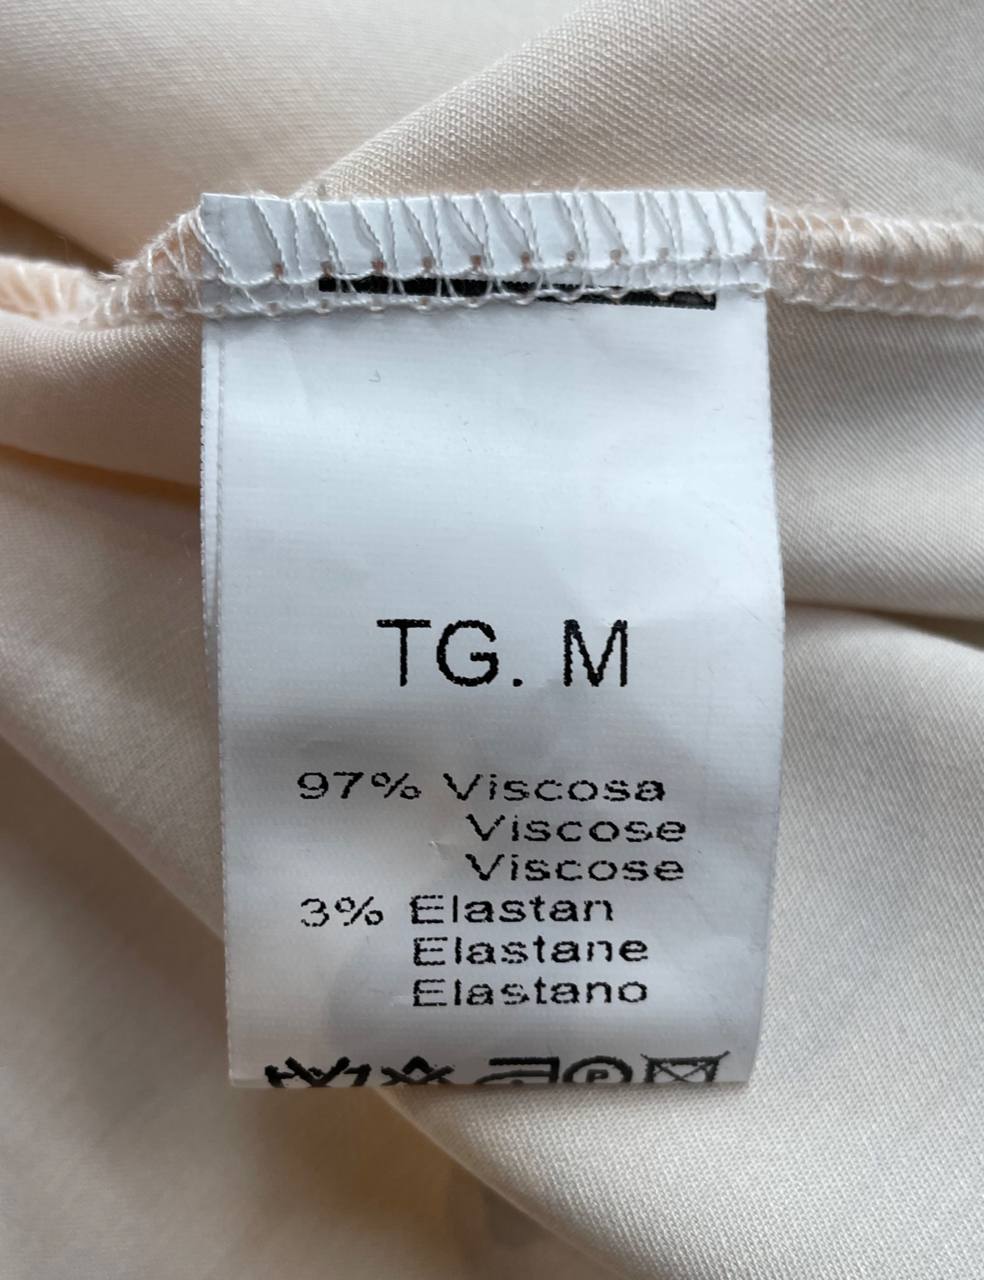 TG. M
97% Viscosa
Viscose
Viscose
3% Elastan
Elastane
Elastano
P